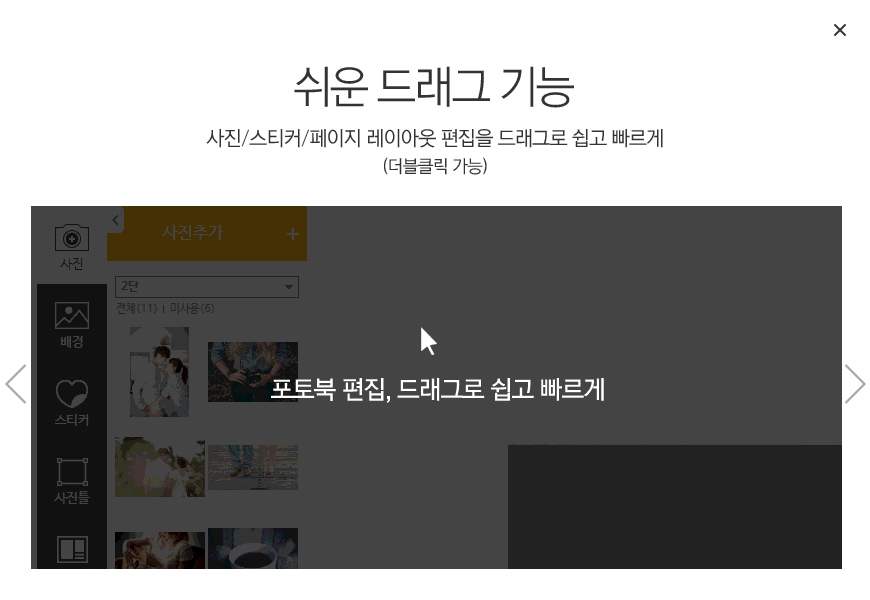 쉬운 드래그 기능
사진/스티커/페이지 레이아웃 편집을 드래그로 쉽고 빠르게
(더블클릭 가능)
사진추가 +
사진
2단
전체(11) | 미사용(6)
배경
포토북 편집, 드래그로 쉽고 빠르게
스티커
사진틀